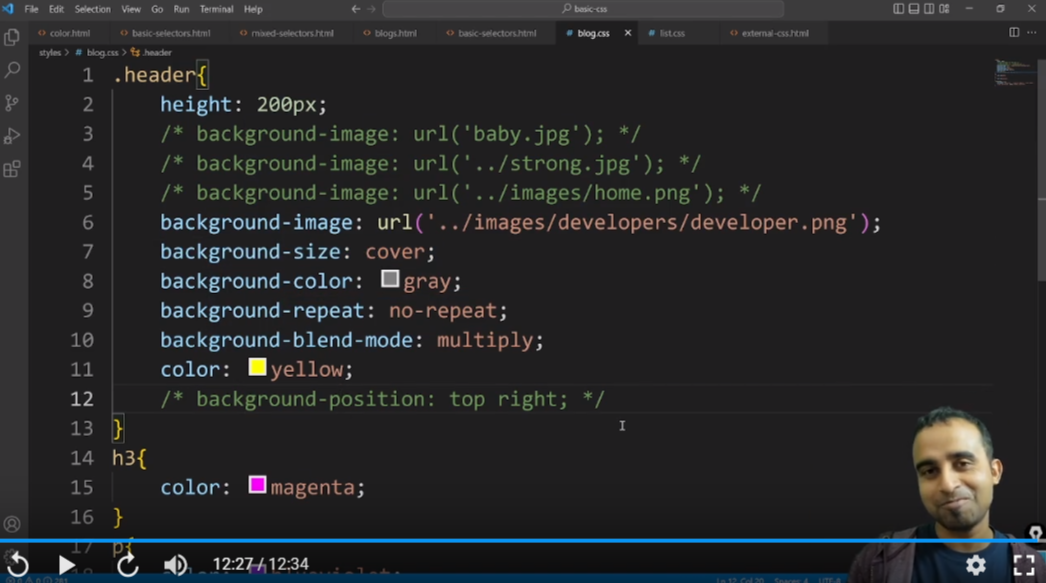 File Edit Selection View Go Run Terminal Help
basic-css
color.html basic-selectors.html mixed-selectors.html blogs.html basic-selectors.html blog.css list.css external-css.html
styles > blog.css > .header
1 .header{
2 height: 200px;
3 /* background-image: url('baby.jpg'); */
4 /* background-image: url('../strong.jpg'); */
5 /* background-image: url('../images/home.png'); */
6 background-image: url('../images/developers/developer.png');
7 background-size: cover;
8 background-color: gray;
9 background-repeat: no-repeat;
10 background-blend-mode: multiply;
11 color: yellow;
12 /* background-position: top right; */
13 }
14 h3{
15 color: magenta;
16 }
17 p{
12:27 / 12:34